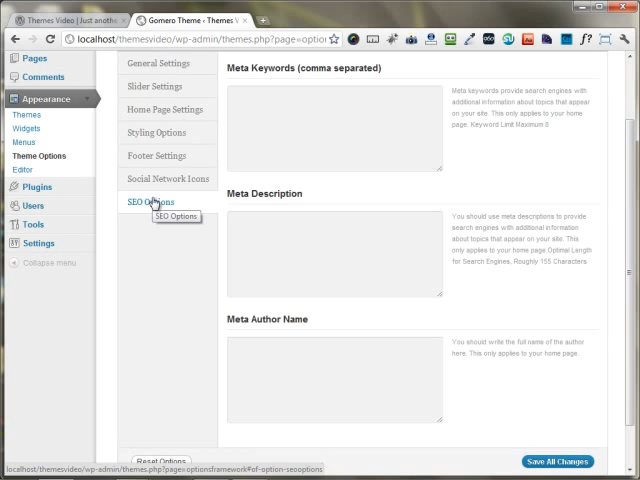 Themes Video | Just anothe
Gomero Theme ‹ Themes V
localhost/themesvideo/wp-admin/themes.php?page=option
f?
Pages
Comments
Appearance
Themes
Widgets
Menus
Theme Options
Editor
Plugins
Users
Tools
Settings
Collapse menu
General Settings
Slider Settings
Home Page Settings
Styling Options
Footer Settings
Social Network Icons
SEO Options
SEO Options
Meta Keywords (comma separated)
Meta keywords provide search engines with
additional information about topics that appear
on your site. This only applies to your home
page. Keyword Limit Maximum 8
Meta Description
You should use meta descriptions to provide
search engines with additional information
about topics that appear on your site. This
only applies to your home page Optimal Length
for Search Engines, Roughly 155 Characters
Meta Author Name
You should write the full name of the author
here. This only applies to your home page.
Reset Options
Save All Changes
localhost/themesvideo/wp-admin/themes.php?page=optionsframework#of-option-seooptions